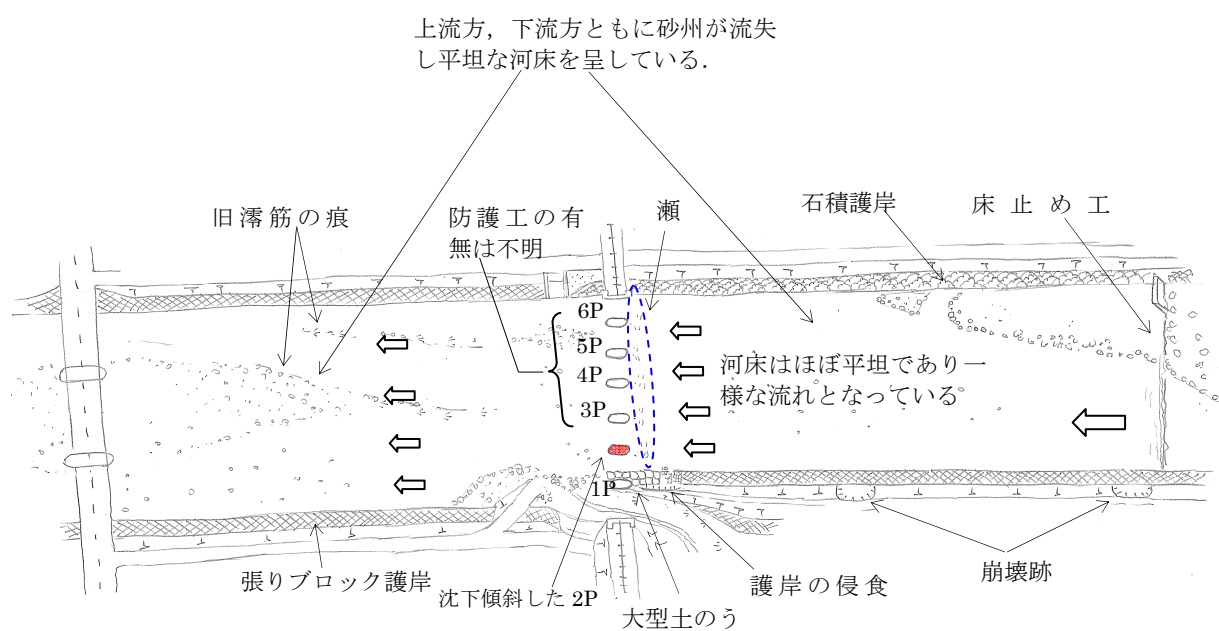 上流方，下流方ともに砂州が流失
し平坦な河床を呈している．
旧澪筋の痕
防護工の有
無は不明
瀬
石積護岸
床止め工
6P
5P
4P
3P
河床はほぼ平坦であり一
様な流れとなっている
1P
張りブロック護岸
沈下傾斜した 2P
大型土のう
護岸の侵食
崩壊跡